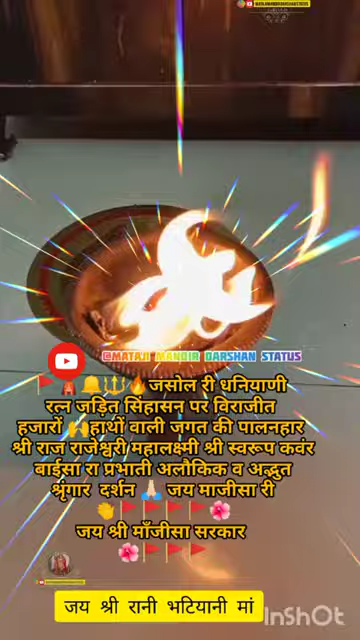 @MATAJI MANDIR DARSHAN STATUS
जसोल री धनियाणी
रत्न जड़ित सिंहासन पर विराजीत
हजारों हाथों वाली जगत की पालनहार
श्री राज राजेश्वरी महालक्ष्मी श्री स्वरूप कवंर
बाईसा रा प्रभाती अलौकिक व अद्भुत
श्रृंगार दर्शन जय माजीसा री
जय श्री माँजीसा सरकार
जय श्री रानी भटियानी मां
InShOt